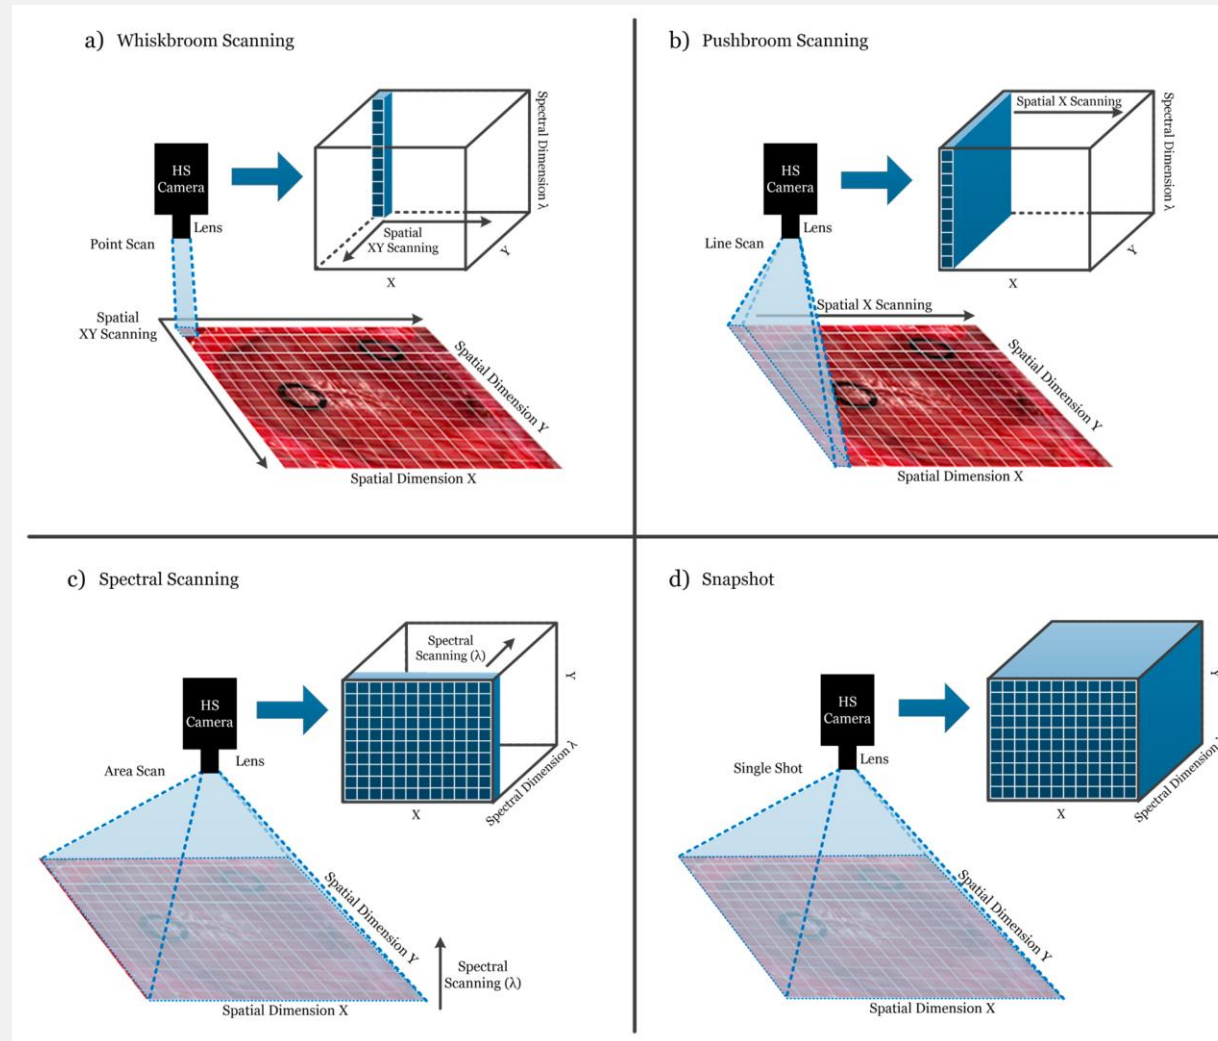 a) Whiskbroom Scanning
HS
Camera
Lens
Point Scan
Spatial
XY Scanning
Spatial
XY Scanning
X
Y
Spectral Dimension λ
Spatial Dimension Y
Spatial Dimension X
b) Pushbroom Scanning
HS
Camera
Lens
Line Scan
Spatial X Scanning
Spatial X Scanning
X
Y
Spectral Dimension λ
Spatial Dimension Y
Spatial Dimension X
c) Spectral Scanning
HS
Camera
Lens
Area Scan
Spectral
Scanning (λ)
X
Y
Spectral Dimension λ
Spatial Dimension Y
Spectral
Scanning (λ)
Spatial Dimension X
d) Snapshot
HS
Camera
Lens
Single Shot
X
Spectral Dimension
Spatial Dimension Y
Spatial Dimension X